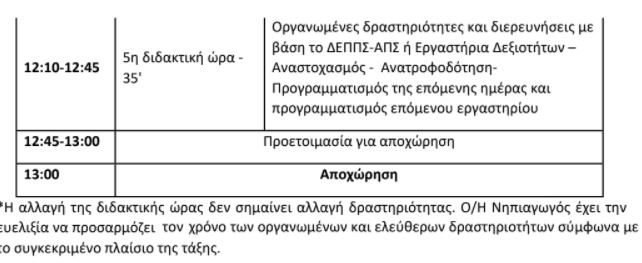 Οργανωμένες δραστηριότητες και διερευνήσεις με
βάση το ΔΕΠΠΣ-ΑΠΣ ή Εργαστήρια Δεξιοτήτων –
12:10-12:45
5η διδακτική ώρα -
35'
Αναστοχασμός - Ανατροφοδότηση-
Προγραμματισμός της επόμενης ημέρας και
προγραμματισμός επόμενου εργαστηρίου
12:45-13:00
Προετοιμασία για αποχώρηση
13:00
Αποχώρηση
*Η αλλαγή της διδακτικής ώρας δεν σημαίνει αλλαγή δραστηριότητας. Ο/Η Νηπιαγωγός έχει την
ευελιξία να προσαρμόζει τον χρόνο των οργανωμένων και ελεύθερων δραστηριοτήτων σύμφωνα με
το συγκεκριμένο πλαίσιο της τάξης.